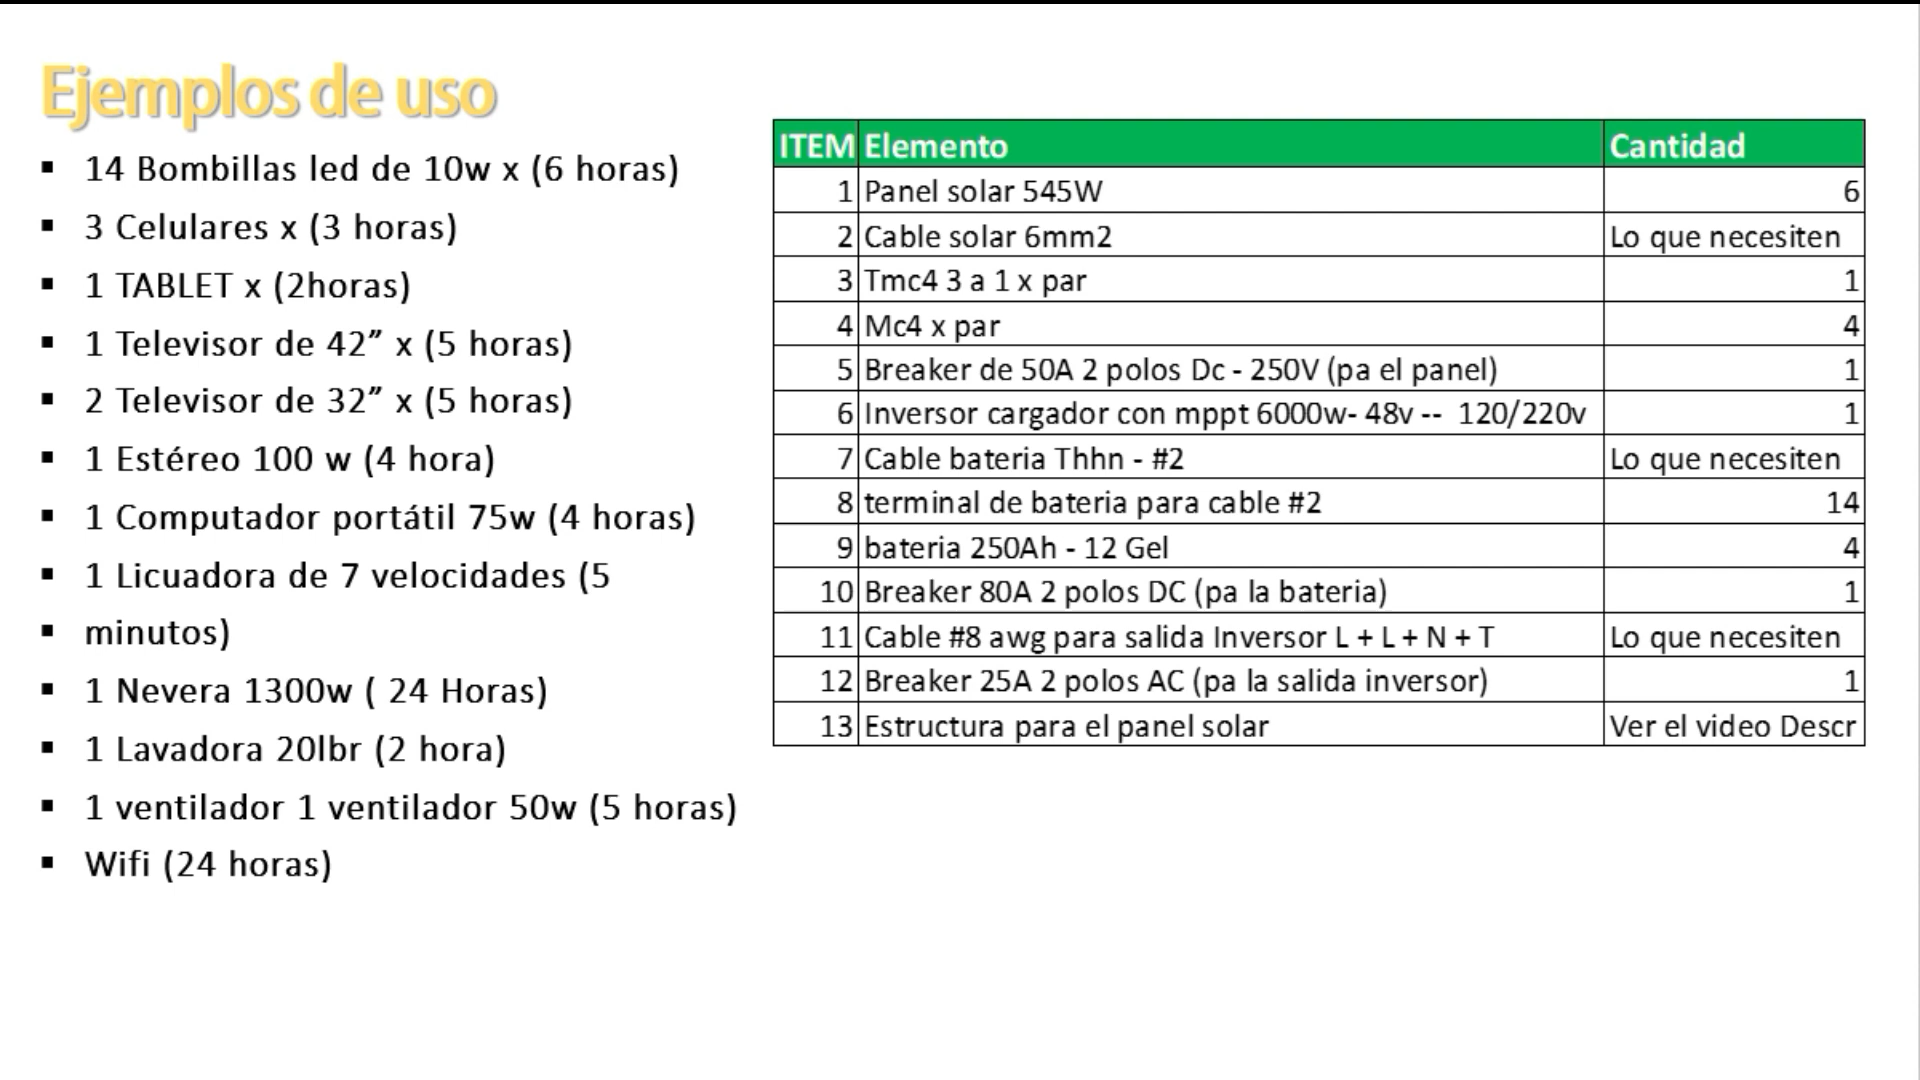 Ejemplos de uso
▪ 14 Bombillas led de 10w x (6 horas)
▪ 3 Celulares x (3 horas)
▪ 1 TABLET x (2horas)
▪ 1 Televisor de 42” x (5 horas)
▪ 2 Televisor de 32” x (5 horas)
▪ 1 Estéreo 100 w (4 hora)
▪ 1 Computador portátil 75w (4 horas)
▪ 1 Licuadora de 7 velocidades (5
▪ minutos)
▪ 1 Nevera 1300w ( 24 Horas)
▪ 1 Lavadora 20lbr (2 hora)
▪ 1 ventilador 1 ventilador 50w (5 horas)
▪ Wifi (24 horas)
ITEM Elemento Cantidad
1 Panel solar 545W 6
2 Cable solar 6mm2 Lo que necesiten
3 Tmc4 3 a 1 x par 1
4 Mc4 x par 4
5 Breaker de 50A 2 polos Dc - 250V (pa el panel) 1
6 Inversor cargador con mppt 6000w- 48v -- 120/220v 1
7 Cable bateria Thhn - #2 Lo que necesiten
8 terminal de bateria para cable #2 14
9 bateria 250Ah - 12 Gel 4
10 Breaker 80A 2 polos DC (pa la bateria) 1
11 Cable #8 awg para salida Inversor L + L + N + T Lo que necesiten
12 Breaker 25A 2 polos AC (pa la salida inversor) 1
13 Estructura para el panel solar Ver el video Descr